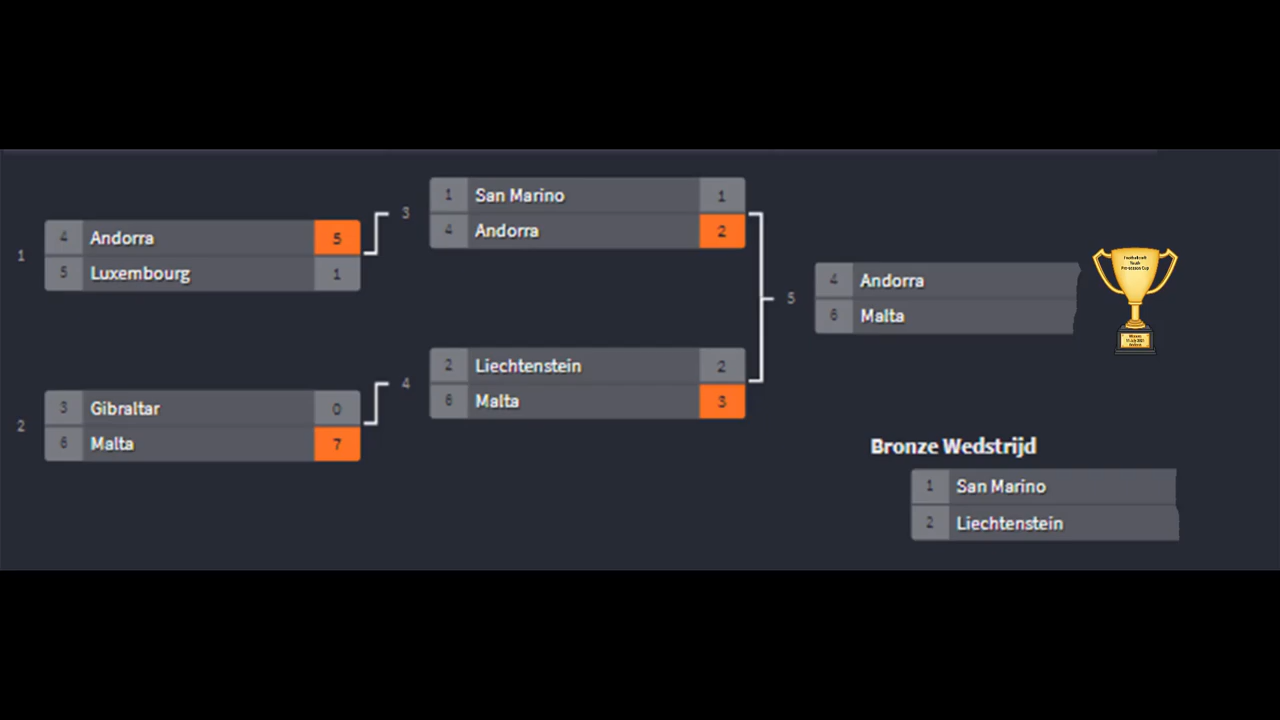 1
4 Andorra 5
5 Luxembourg 1
2
3 Gibraltar 0
6 Malta 7
3
1 San Marino 1
4 Andorra 2
4
2 Liechtenstein 2
6 Malta 3
5
4 Andorra
6 Malta
Bronze Wedstrijd
1 San Marino
2 Liechtenstein
Youth
Cup